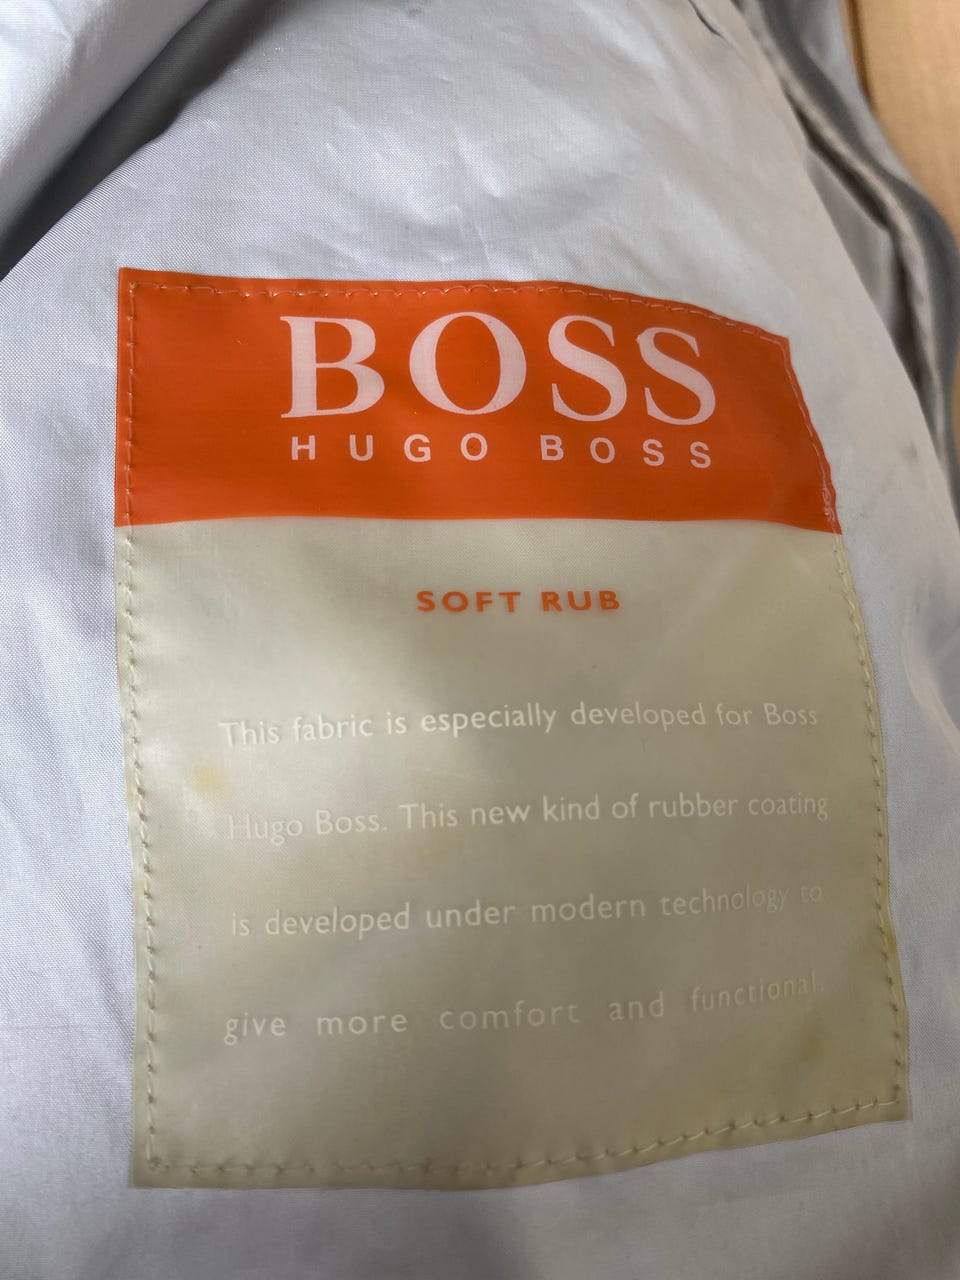 BOSS
HUGO BOSS
SOFT RUB
This fabric is especially developed for Boss
Hugo Boss. This new kind of rubber coating
is developed under modern technology to
give more comfort and functional.